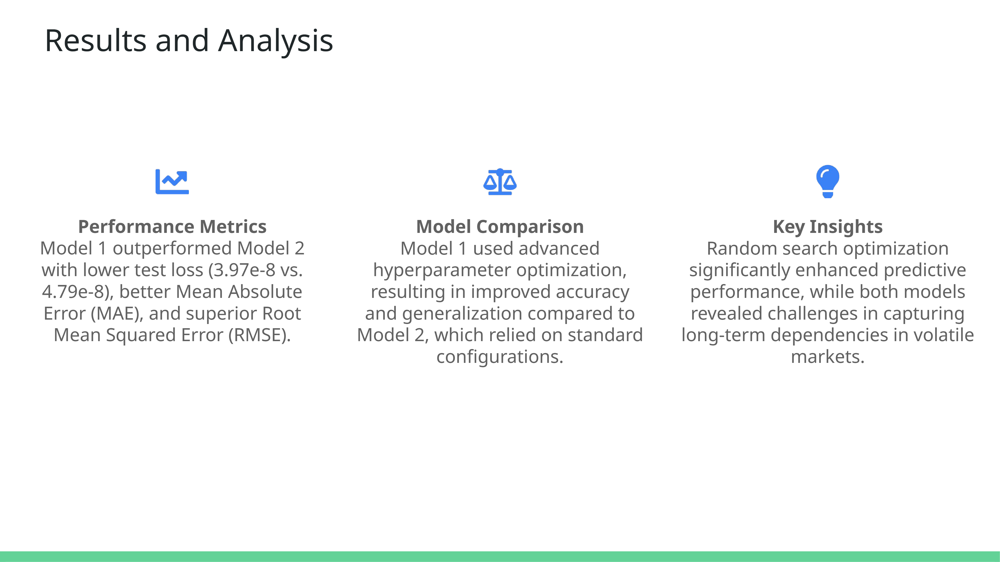 Results and Analysis
Performance Metrics
Model 1 outperformed Model 2
with lower test loss (3.97e-8 vs.
4.79e-8), better Mean Absolute
Error (MAE), and superior Root
Mean Squared Error (RMSE).
Model Comparison
Model 1 used advanced
hyperparameter optimization,
resulting in improved accuracy
and generalization compared to
Model 2, which relied on standard
configurations.
Key Insights
Random search optimization
significantly enhanced predictive
performance, while both models
revealed challenges in capturing
long-term dependencies in volatile
markets.